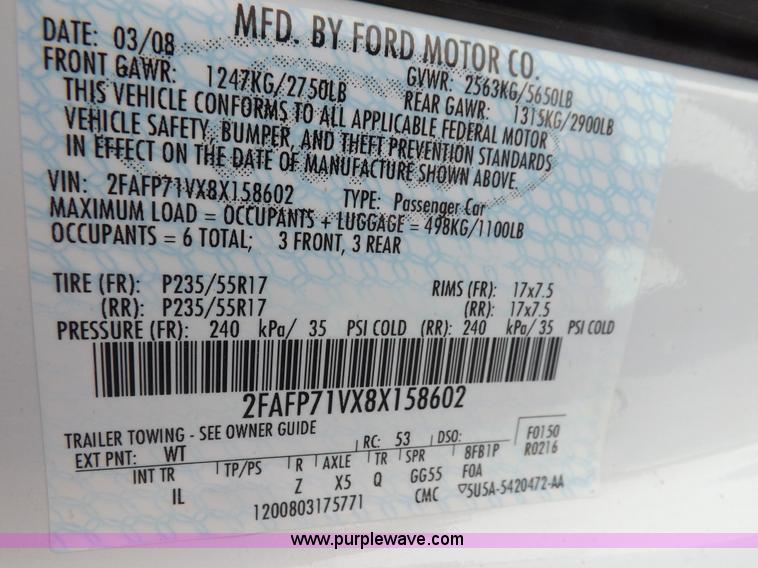 MFD. BY FORD MOTOR CO.
DATE: 03/08
GVWR: 2563KG/5650LB
FRONT GAWR: 1247KG/2750LB
REAR GAWR: 1315KG/2900LB
THIS VEHICLE CONFORMS TO ALL APPLICABLE FEDERAL MOTOR
VEHICLE SAFETY, BUMPER, AND THEFT PREVENTION STANDARDS
IN EFFECT ON THE DATE OF MANUFACTURE SHOWN ABOVE.
VIN: 2FAFP71VX8X158602 TYPE: Passenger Car
MAXIMUM LOAD = OCCUPANTS + LUGGAGE = 498KG/1100LB
OCCUPANTS = 6 TOTAL; 3 FRONT, 3 REAR
TIRE (FR): P235/55R17 RIMS (FR): 17x7.5
(RR): P235/55R17 (RR): 17x7.5
PRESSURE (FR): 240 kPa/ 35 PSI COLD (RR): 240 kPa/ 35 PSI COLD
2FAFP71VX8X158602
TRAILER TOWING - SEE OWNER GUIDE
EXT PNT: WT RC: 53 DSO: F0150
8FB1P R0216
INT TR TP/PS R AXLE TR SPR F0A
IL Z X5 Q GG55
1200803175771 CMC 5U5A-5420472-AA
www.purplewave.com